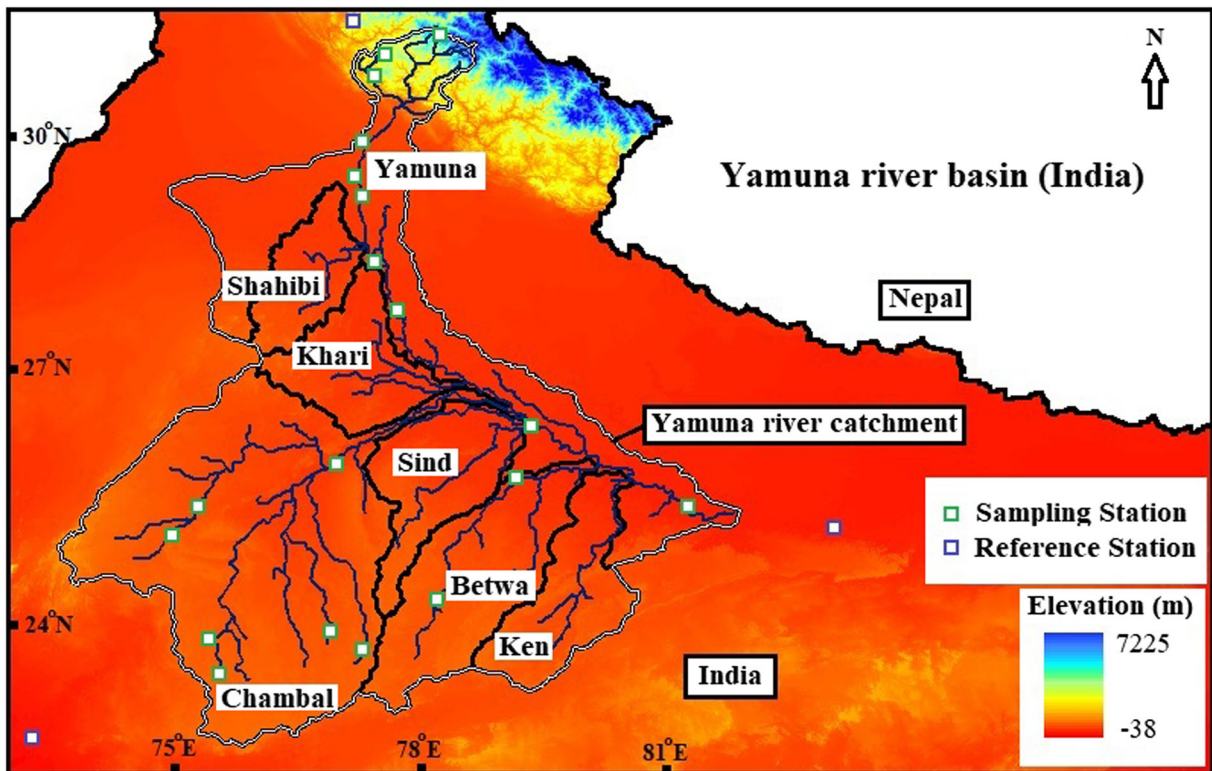 N
30°N
Yamuna
Yamuna river basin (India)
Shahibi
Nepal
Khari
27°N
Yamuna river catchment
Sind
Sampling Station
Reference Station
Betwa
24°N
Ken
Elevation (m)
7225
-38
India
Chambal
75°E
78°E
81°E